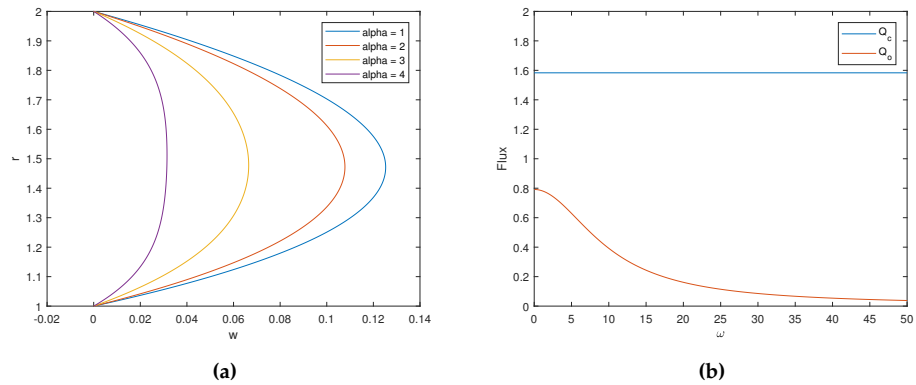 2
1.9
1.8
1.7
1.6
1.5
1.4
1.3
1.2
1.1
1
r
-0.02 0 0.02 0.04 0.06 0.08 0.1 0.12 0.14
w
alpha = 1
alpha = 2
alpha = 3
alpha = 4
(a)
2
1.8
1.6
1.4
1.2
1
0.8
0.6
0.4
0.2
0
Flux
0 5 10 15 20 25 30 35 40 45 50
ω
Q_c
Q_o
(b)